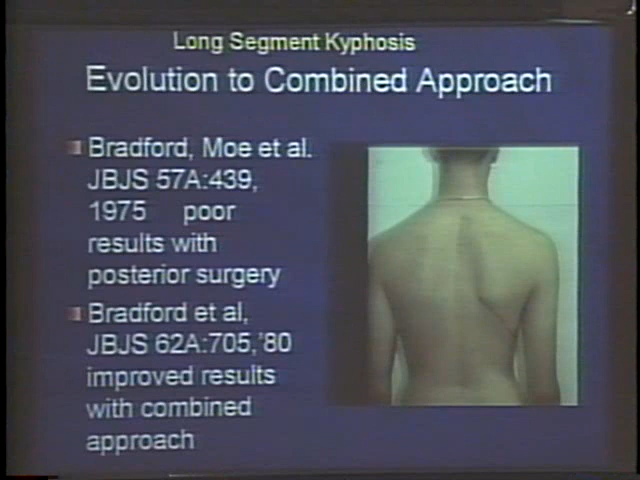 Long Segment Kyphosis
Evolution to Combined Approach
Bradford, Moe et al.
JBJS 57A:439,
1975 poor
results with
posterior surgery
Bradford et al,
JBJS 62A:705,'80
improved results
with combined
approach